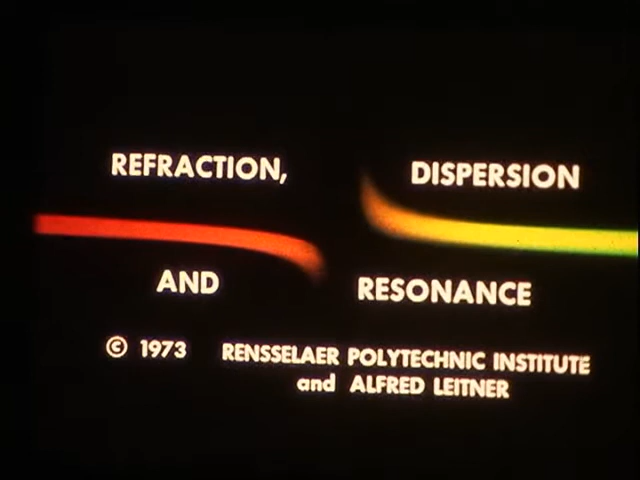 REFRACTION, DISPERSION
AND RESONANCE
© 1973 RENSSELAER POLYTECHNIC INSTITUTE
and ALFRED LEITNER